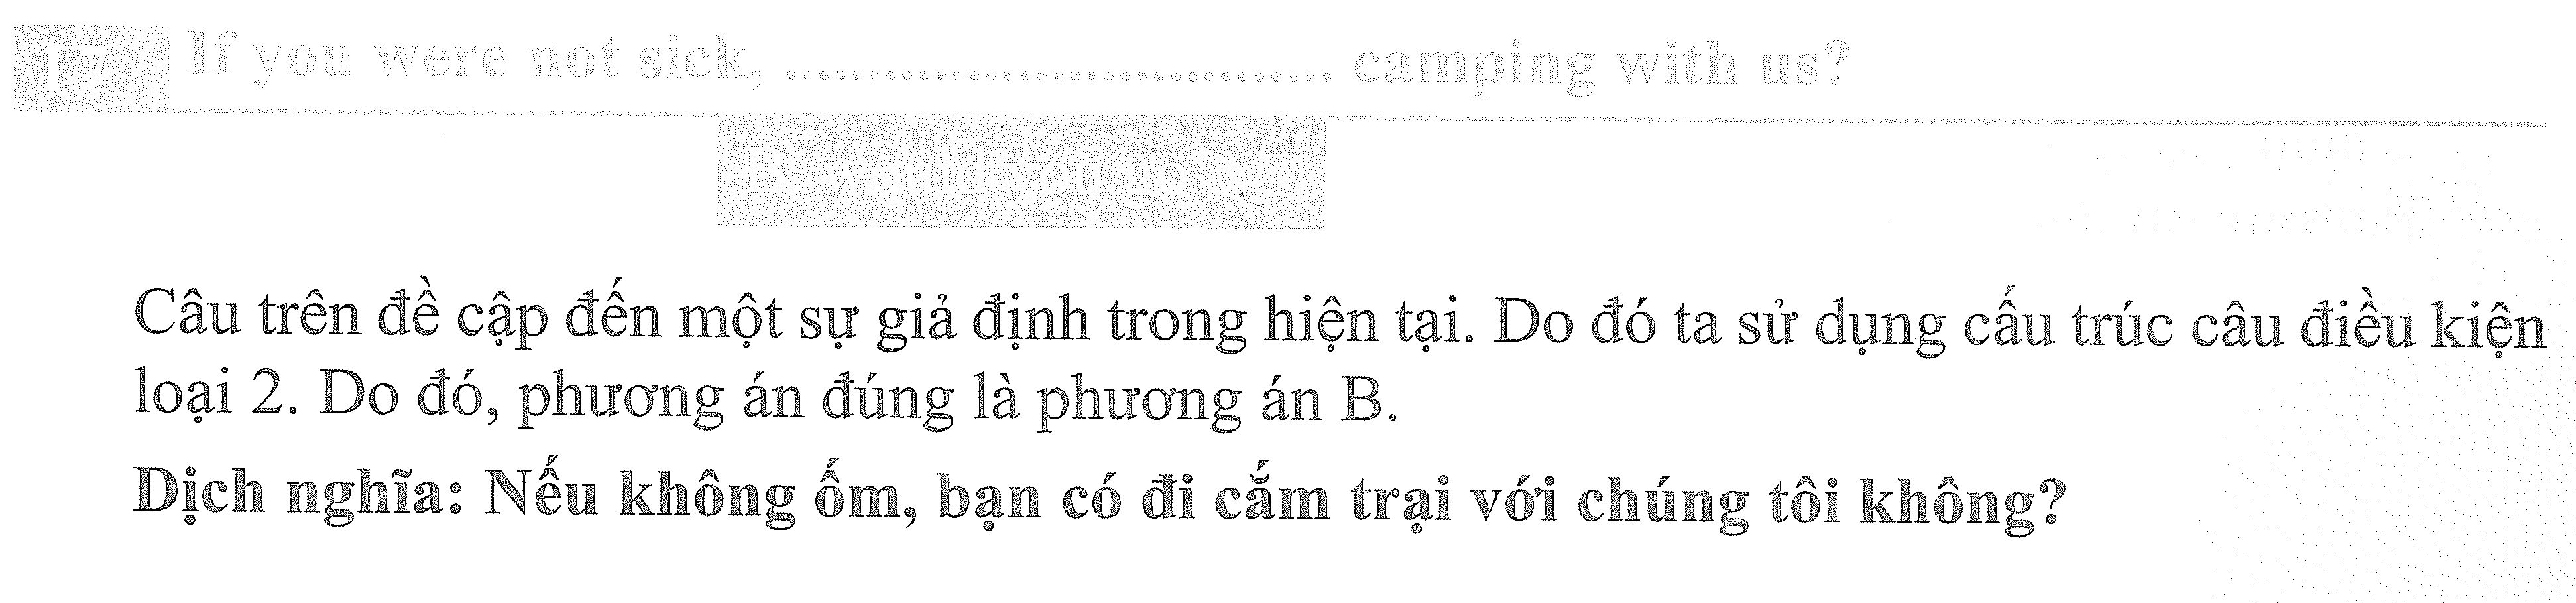 17 If you were not sick, ................................. camping with us?
B. would you go
Câu trên đề cập đến một sự giả định trong hiện tại. Do đó ta sử dụng cấu trúc câu điều kiện
loại 2. Do đó, phương án đúng là phương án B.
Dịch nghĩa: Nếu không ốm, bạn có đi cắm trại với chúng tôi không?